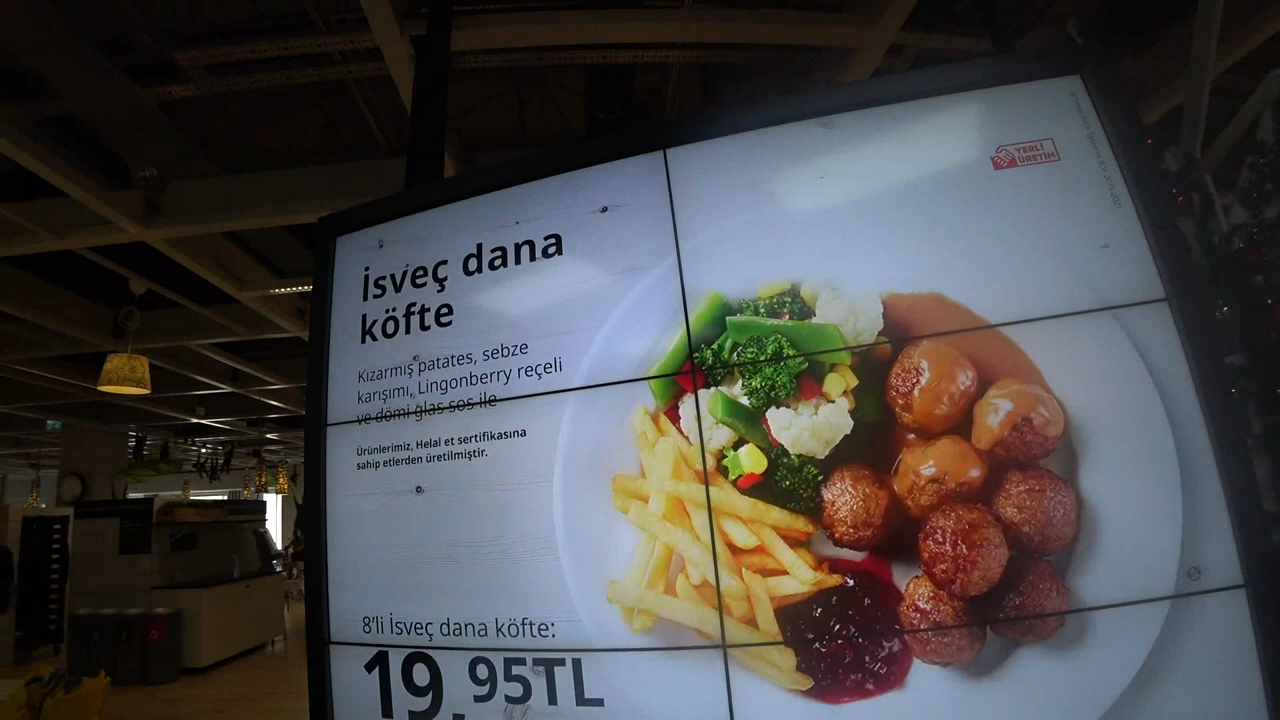 İsveç dana
köfte
Kızarmış patates, sebze
karışımı, Lingonberry reçeli
ve dömi glas sos ile
Ürünlerimiz, Helal et sertifikasına
sahip etlerden üretilmiştir.
8'li İsveç dana köfte:
19,95TL
YERLİ
ÜRETİM